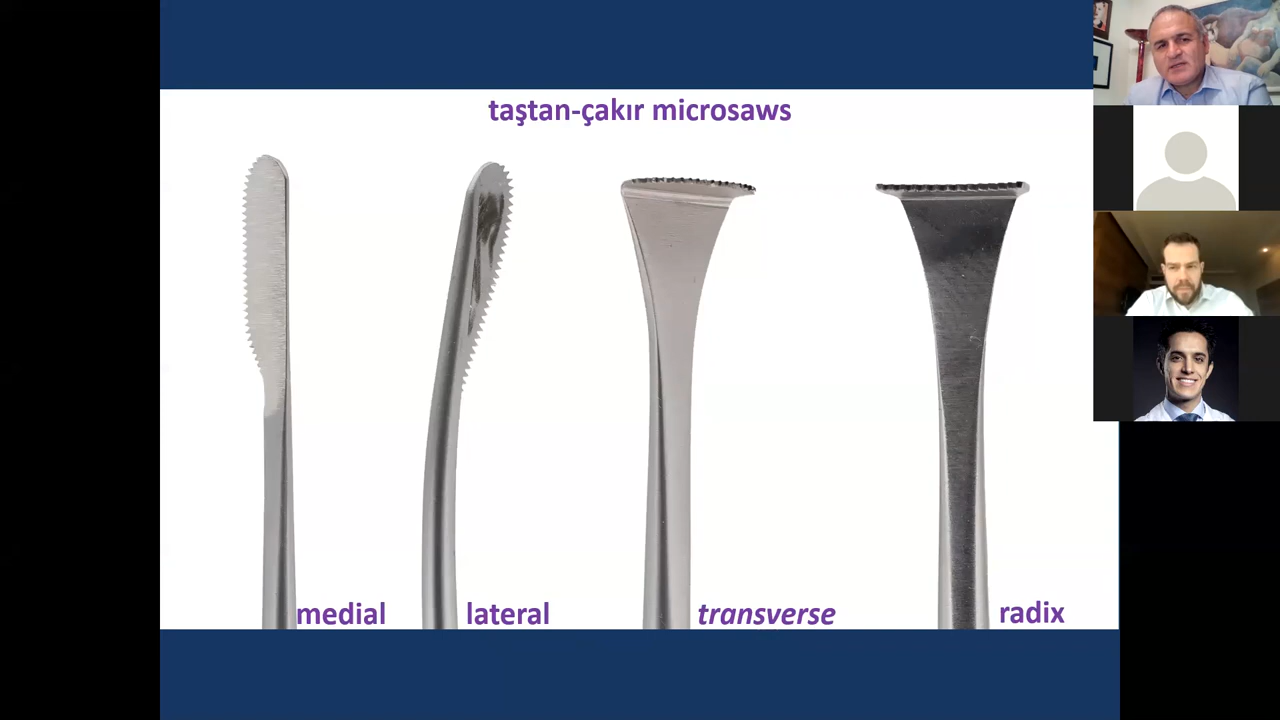 taştan-çakır microsaws
medial
lateral
transverse
radix